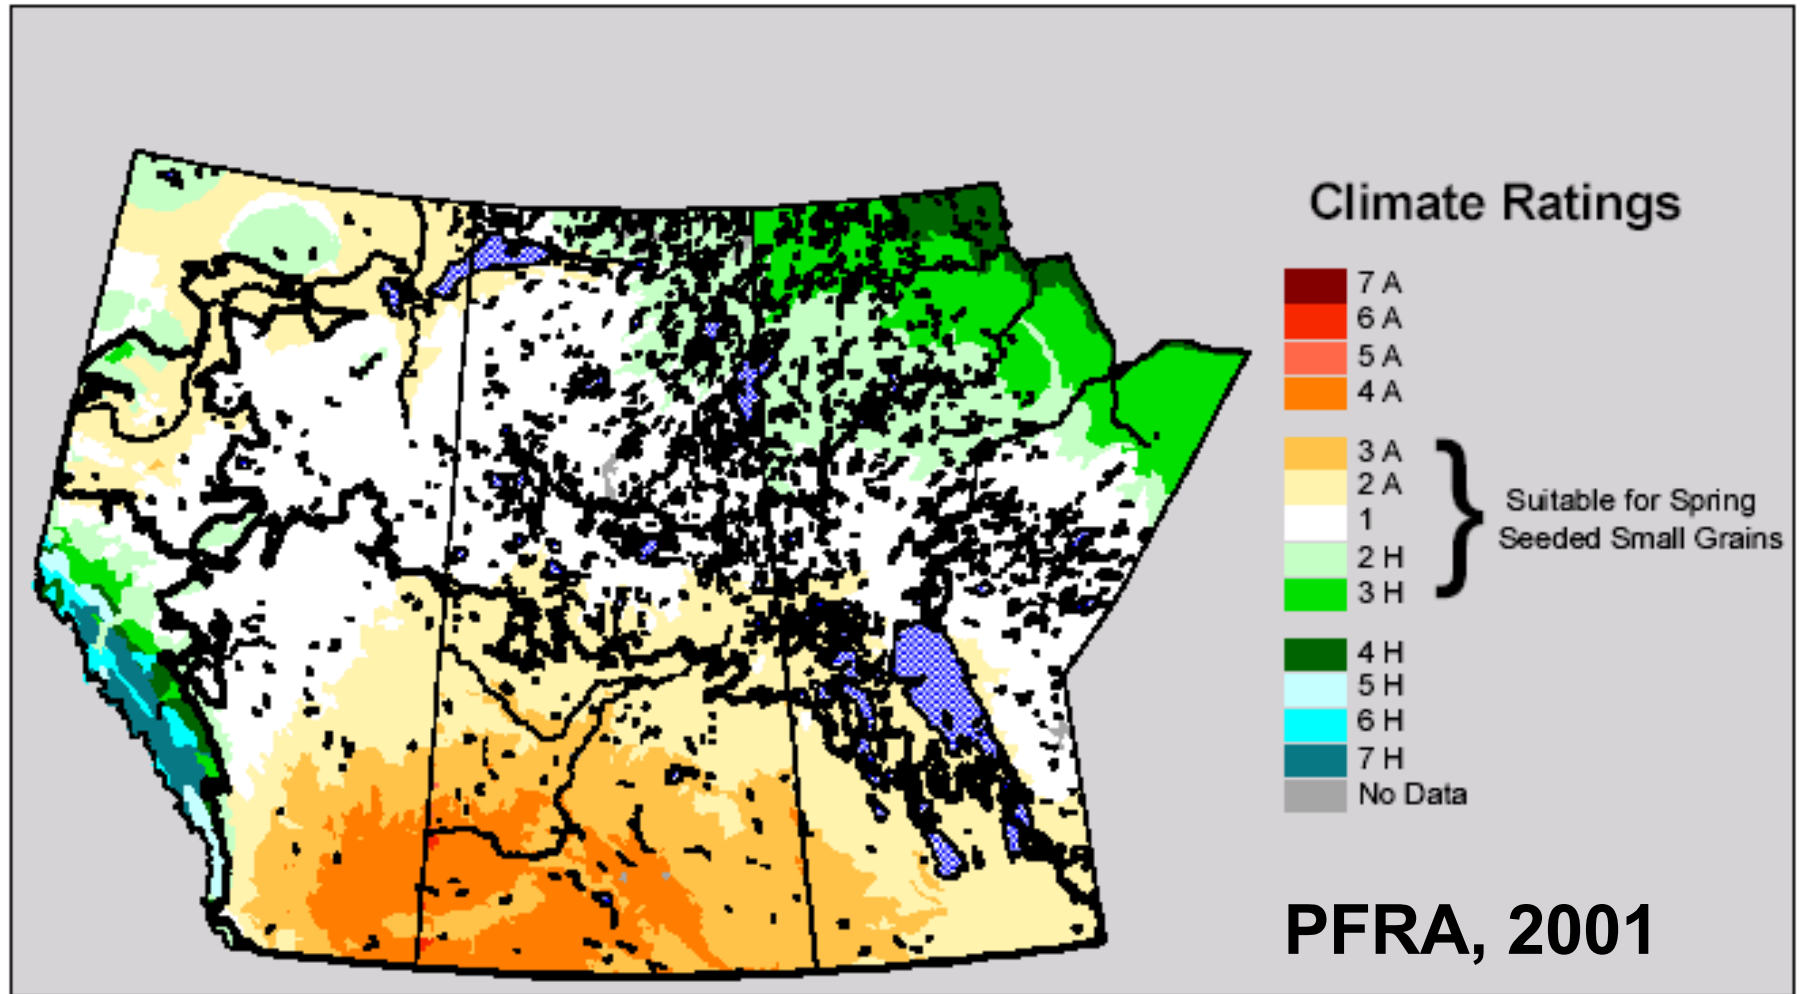 Climate Ratings
7 A
6 A
5 A
4 A
3 A
2 A
1
2 H
3 H
Suitable for Spring
Seeded Small Grains
4 H
5 H
6 H
7 H
No Data
PFRA, 2001